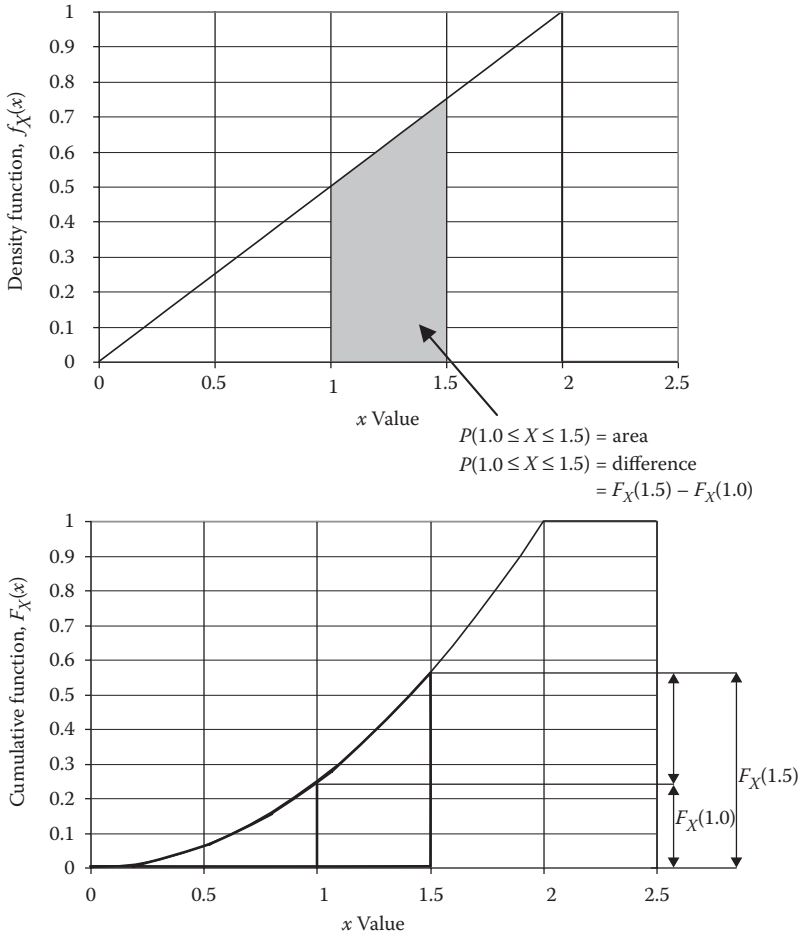 Density function, f_X(x)
1
0.9
0.8
0.7
0.6
0.5
0.4
0.3
0.2
0.1
0
0 0.5 1 1.5 2 2.5
x Value
P(1.0 ≤ X ≤ 1.5) = area
P(1.0 ≤ X ≤ 1.5) = difference
= F_X(1.5) – F_X(1.0)
Cumulative function, F_X(x)
1
0.9
0.8
0.7
0.6
0.5
0.4
0.3
0.2
0.1
0
F_X(1.5)
F_X(1.0)
0 0.5 1 1.5 2 2.5
x Value